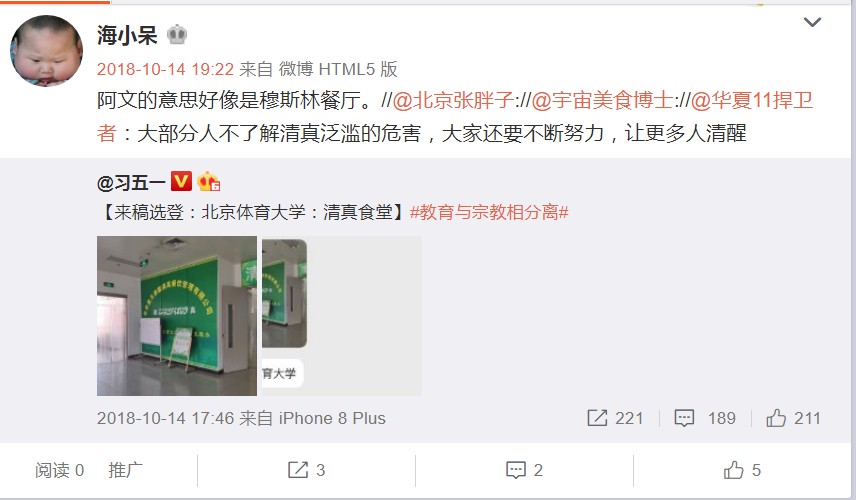 海小呆
2018-10-14 19:22 来自 微博 HTML5 版
阿文的意思好像是穆斯林餐厅。//@北京张胖子://@宇宙美食博士://@华夏11捍卫
者：大部分人不了解清真泛滥的危害，大家还要不断努力，让更多人清醒
@习五一
【来稿选登：北京体育大学：清真食堂】#教育与宗教相分离#
育大学
2018-10-14 17:46 来自 iPhone 8 Plus
221
189
211
阅读 0
推广
3
2
5